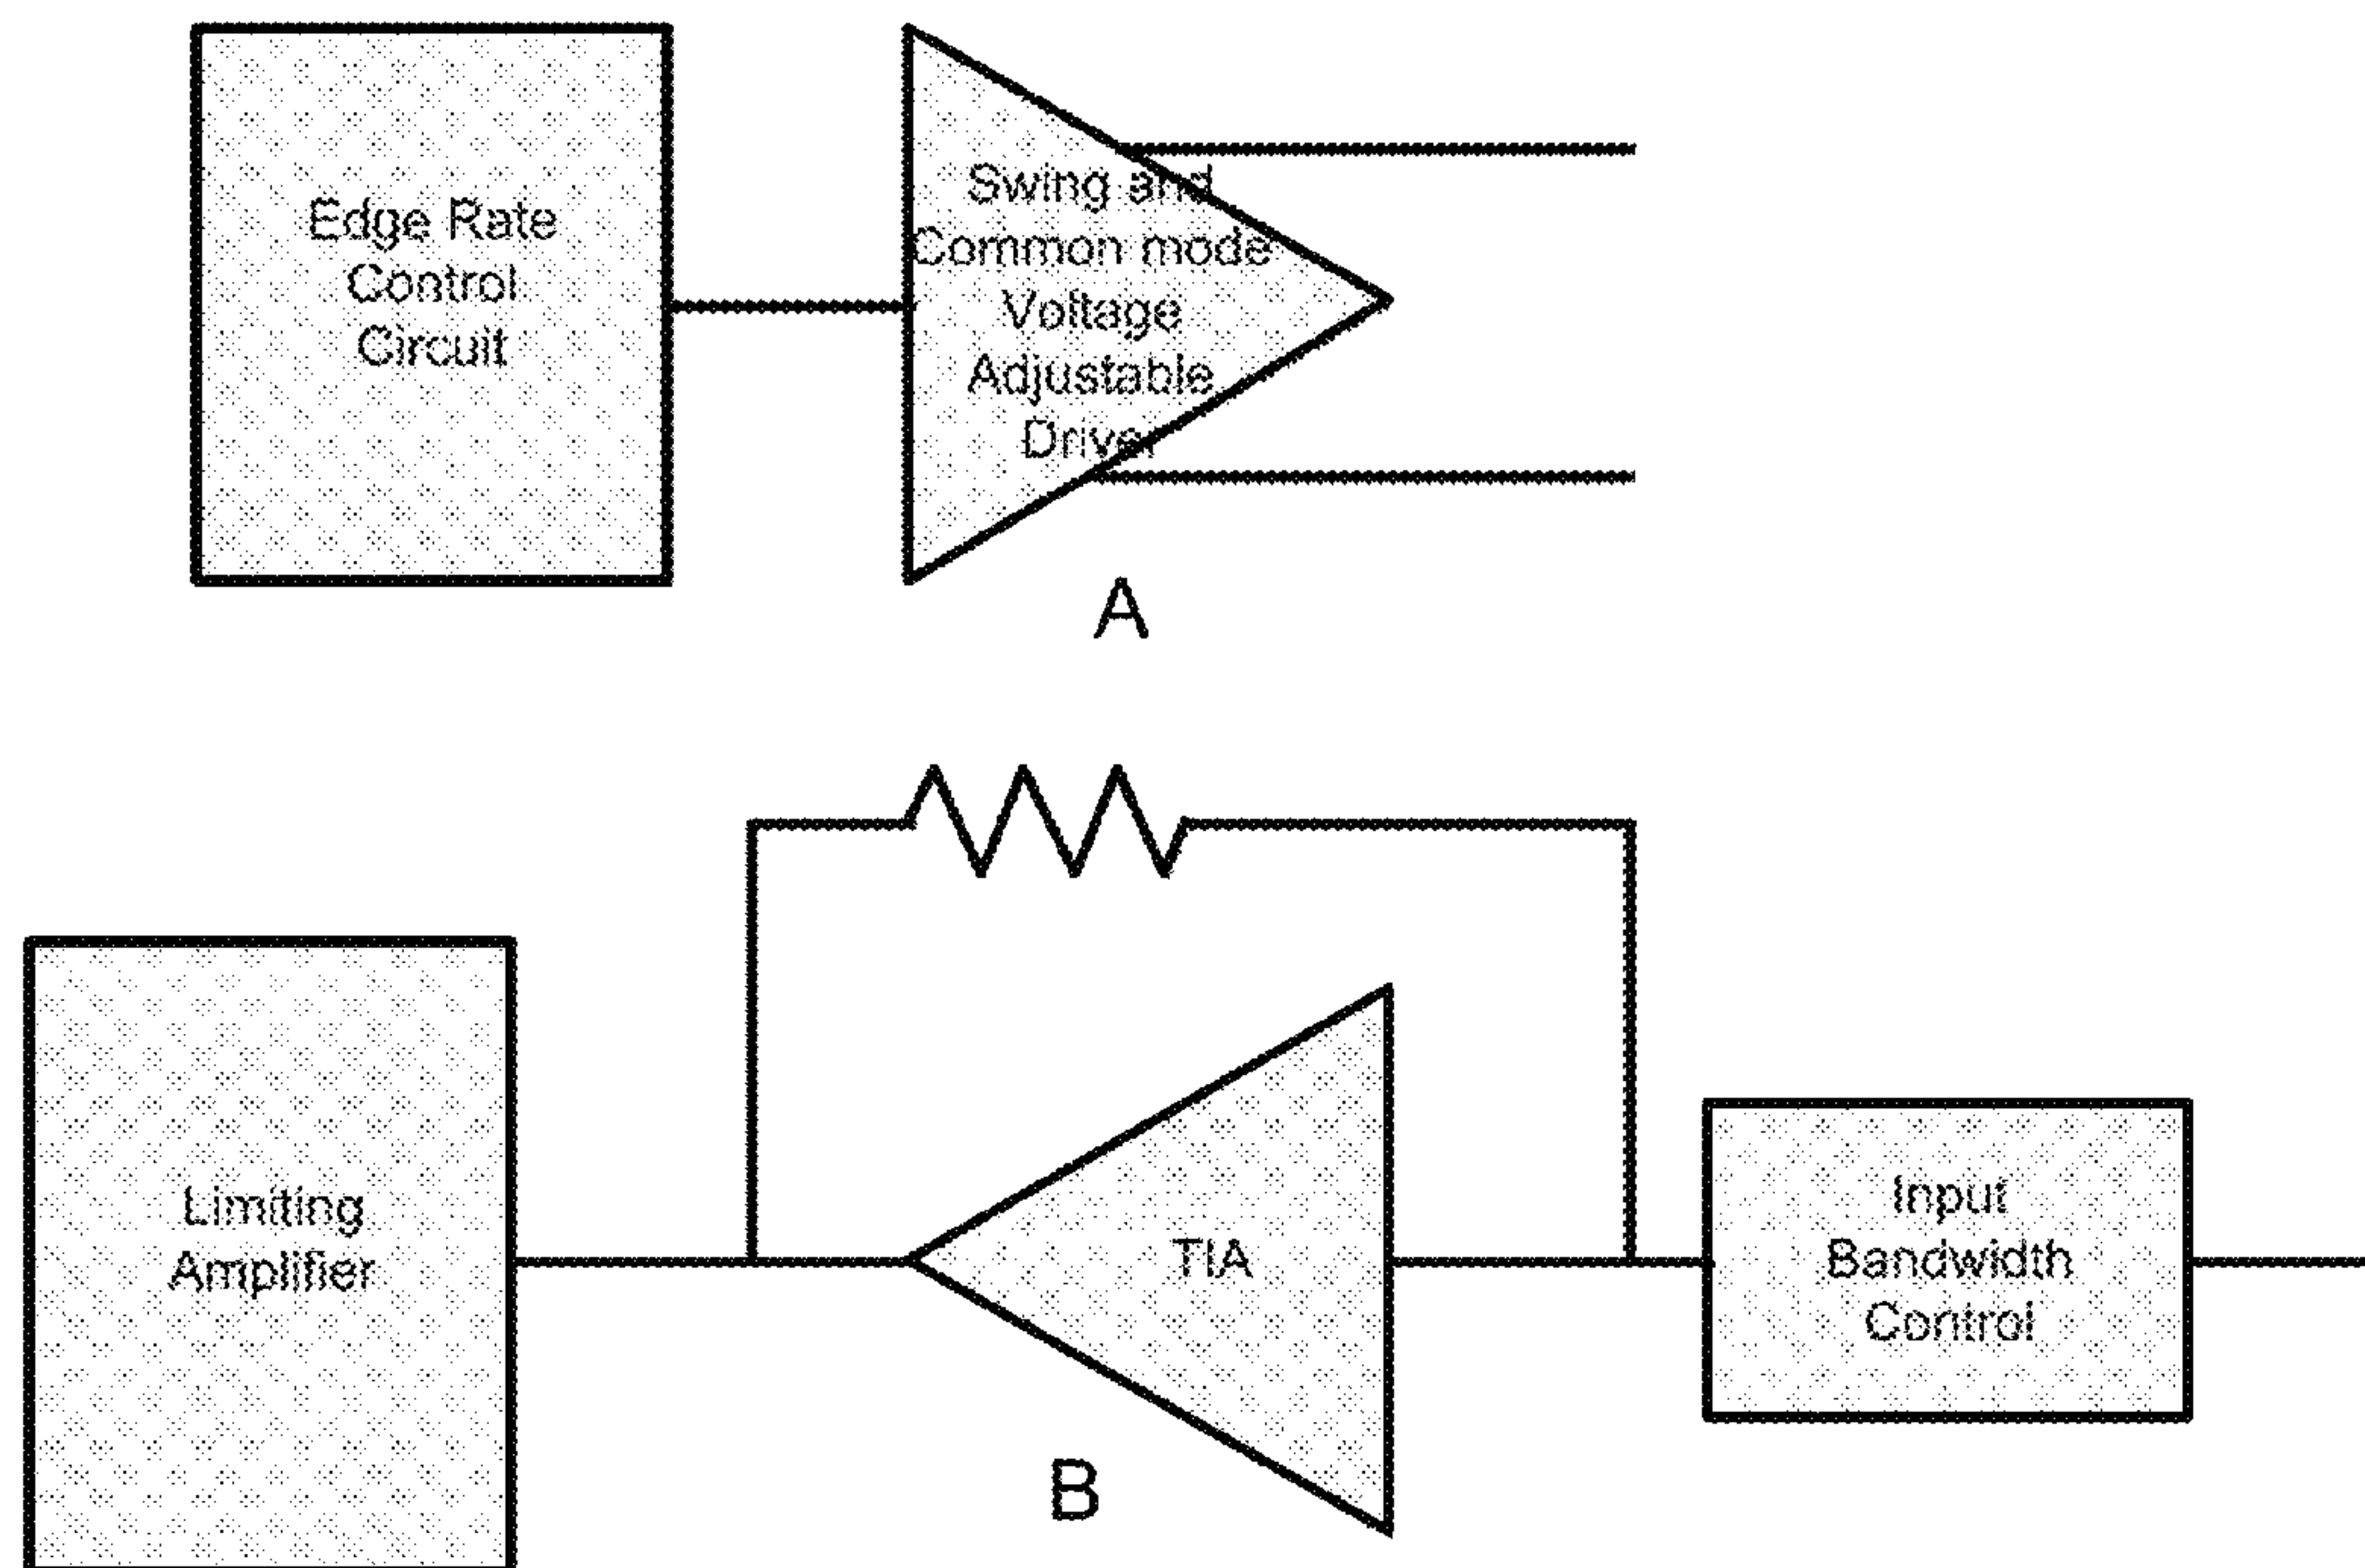 Edge Rate
Control
Circuit
Swing and
Common mode
Voltage
Adjustable
Driver
A
Limiting
Amplifier
TIA
Input
Bandwidth
Control
B